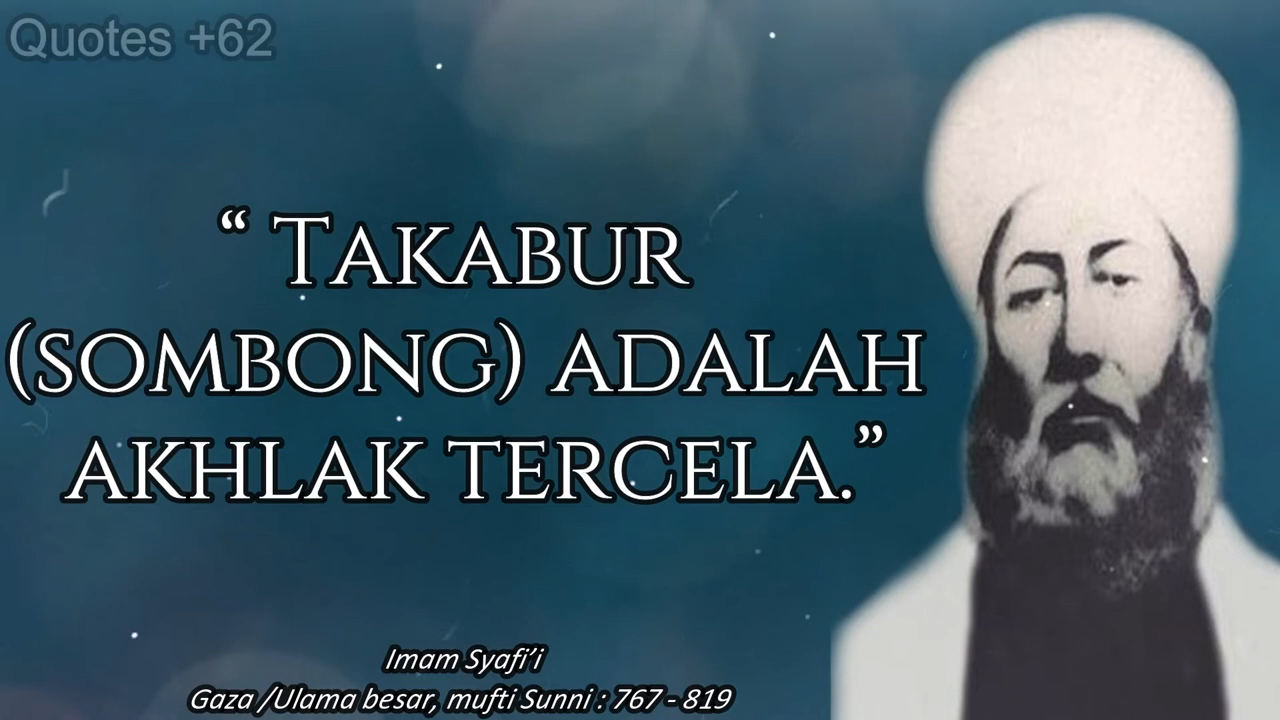 Quotes +62
“ Takabur
(sombong) adalah
akhlak tercela.”
Imam Syafi’i
Gaza /Ulama besar, mufti Sunni : 767 - 819